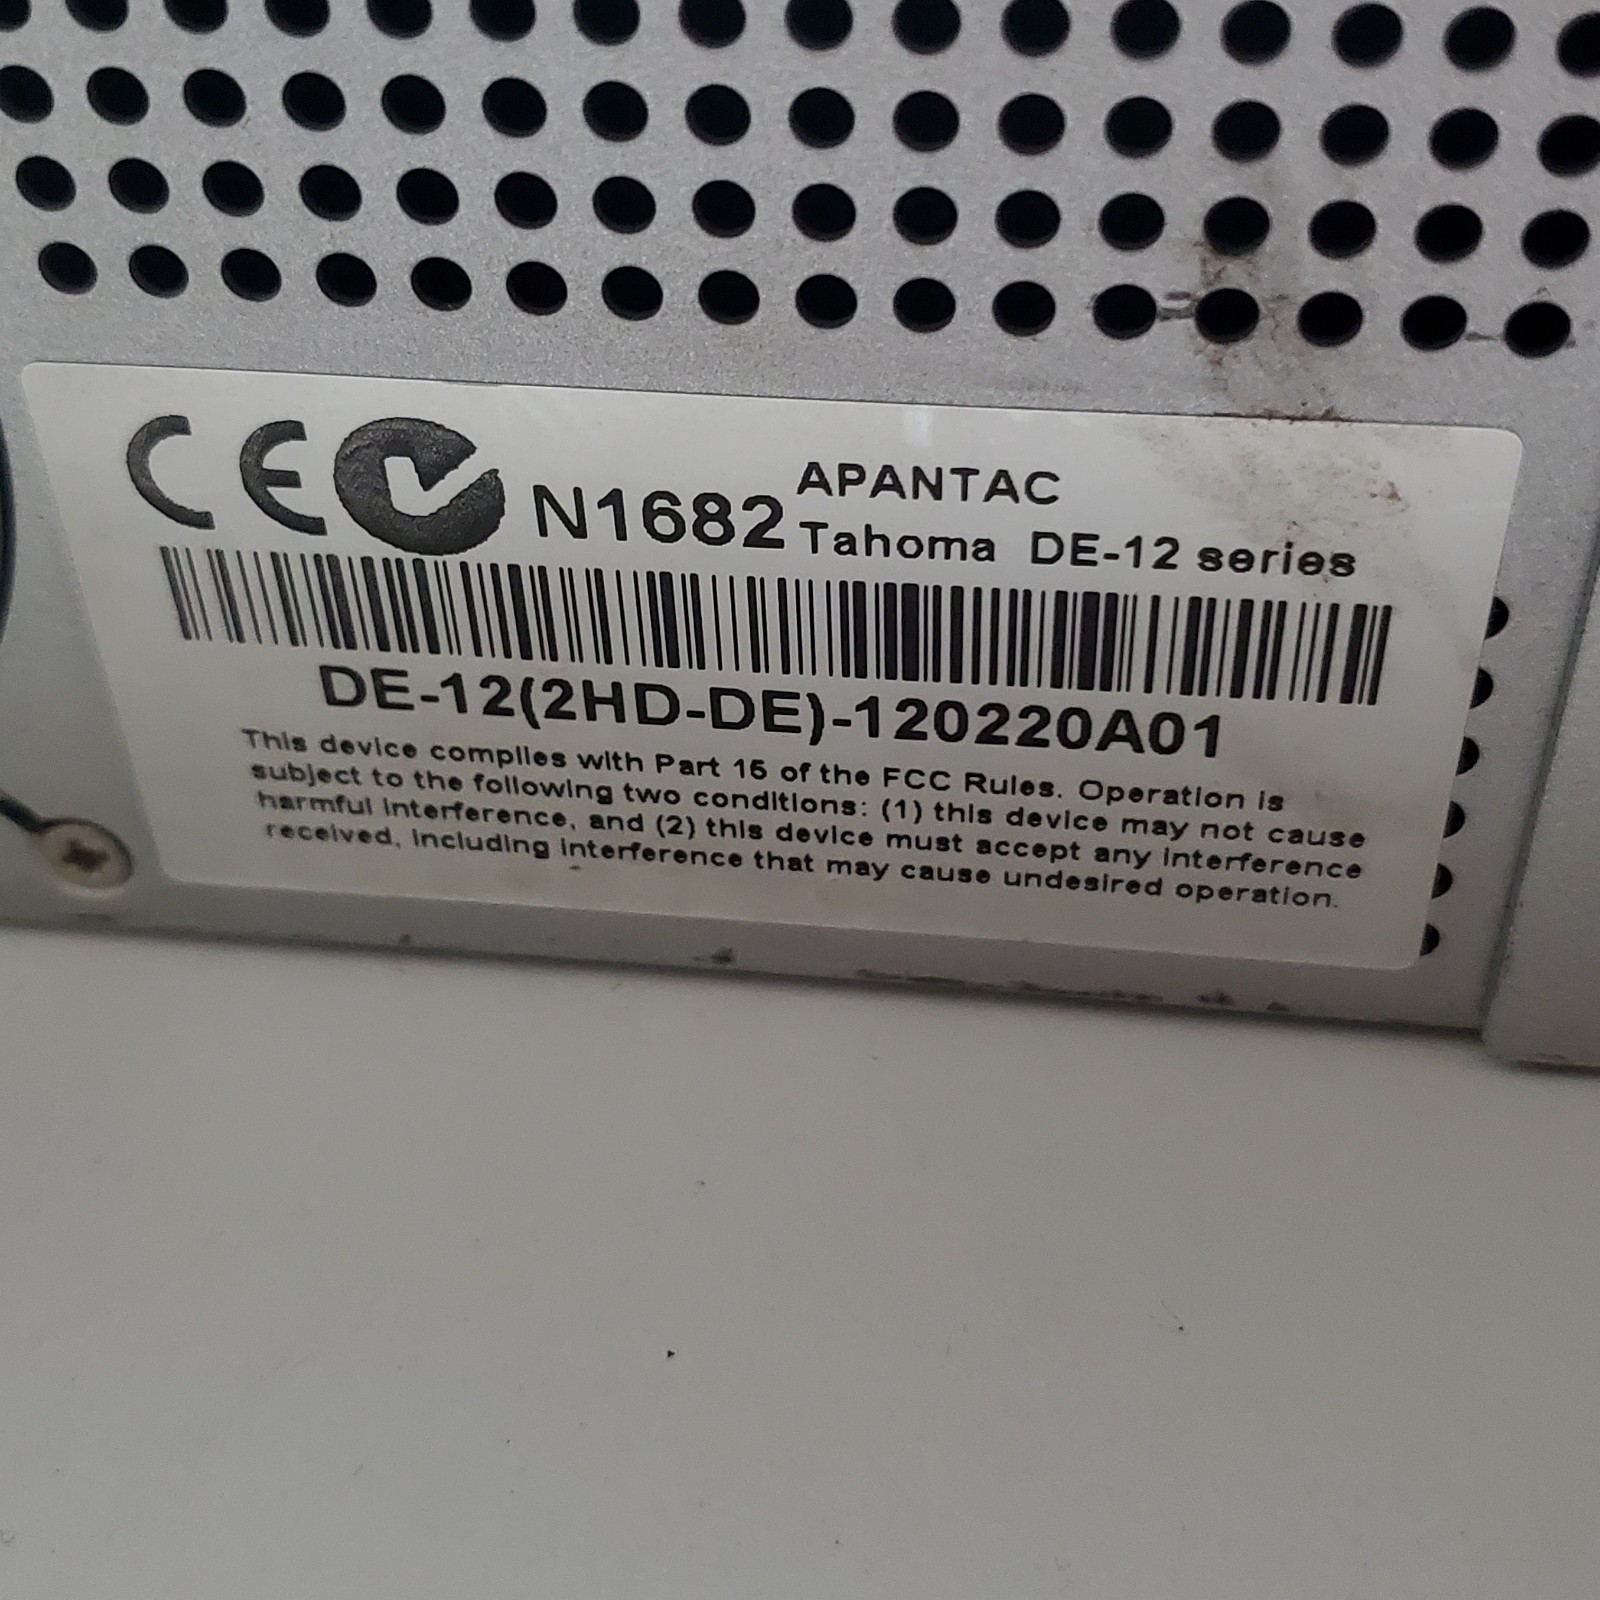 CE N1682 APANTAC
Tahoma DE-12 series
DE-12(2HD-DE)-120220A01
This device complies with Part 15 of the FCC Rules. Operation is
subject to the following two conditions: (1) this device may not cause
harmful interference, and (2) this device must accept any interference
received, including interference that may cause undesired operation.